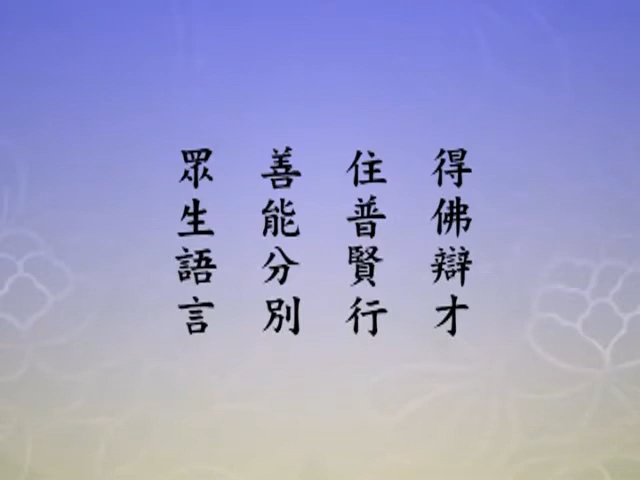 得佛辯才
住普賢行
善能分別
眾生語言